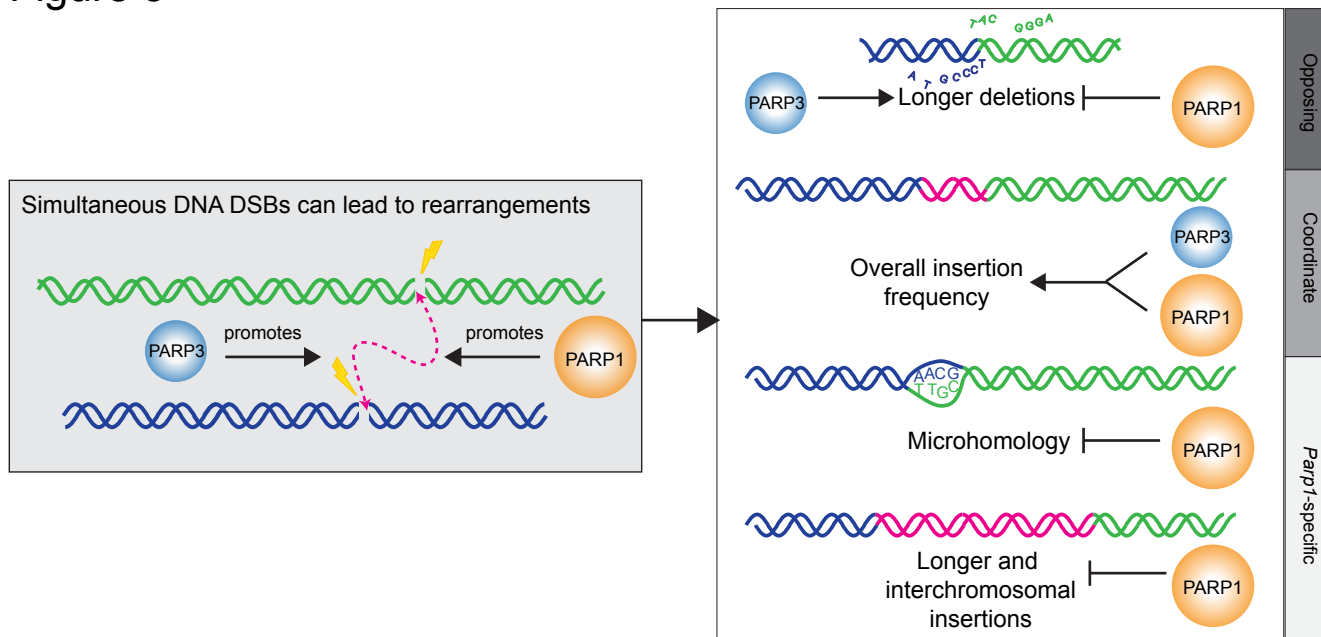 Simultaneous DNA DSBs can lead to rearrangements
PARP3
promotes
promotes
PARP1
TAC GGGA
A T GCCCT
PARP3
Longer deletions
PARP1
Opposing
PARP3
Overall insertion
frequency
PARP1
Coordinate
AACG
TTGC
Microhomology
PARP1
Longer and
interchromosomal
insertions
PARP1
Parp1-specific